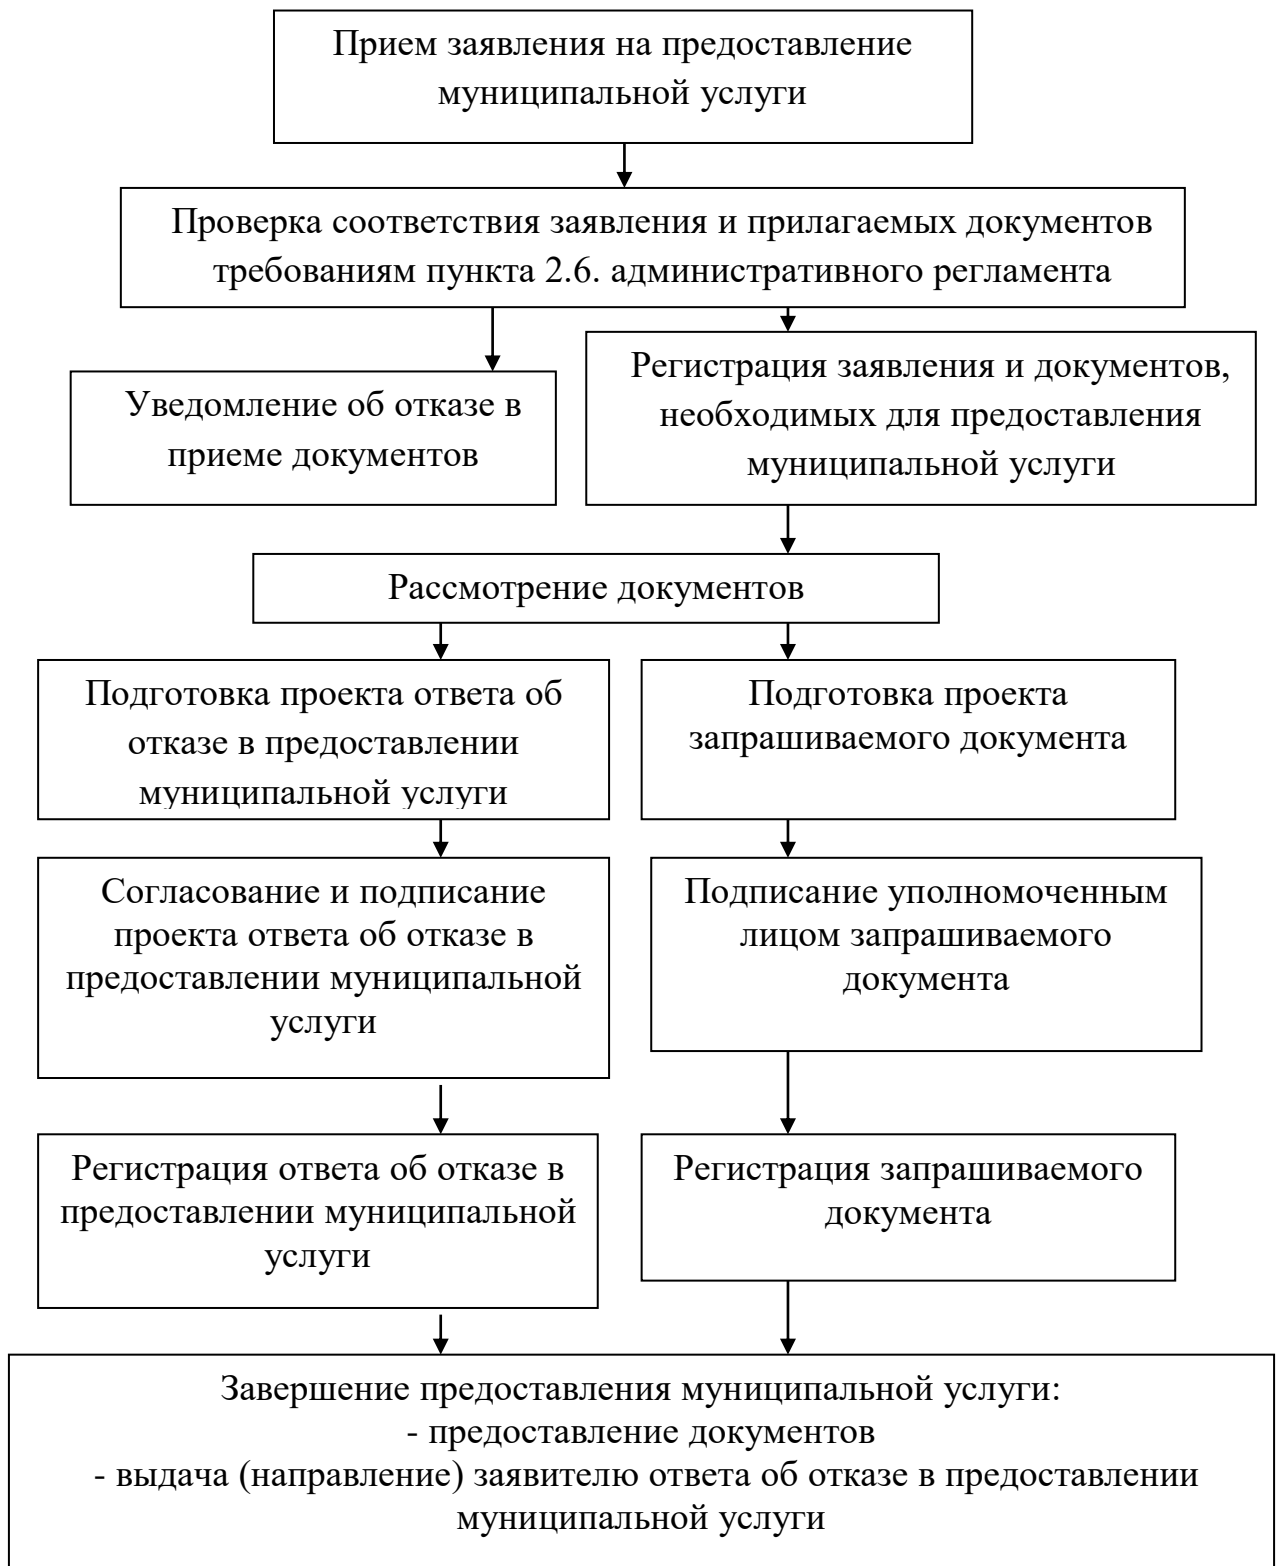 Прием заявления на предоставление
муниципальной услуги
Проверка соответствия заявления и прилагаемых документов
требованиям пункта 2.6. административного регламента
Уведомление об отказе в
приеме документов
Регистрация заявления и документов,
необходимых для предоставления
муниципальной услуги
Рассмотрение документов
Подготовка проекта ответа об
отказе в предоставлении
муниципальной услуги
Подготовка проекта
запрашиваемого документа
Согласование и подписание
проекта ответа об отказе в
предоставлении муниципальной
услуги
Подписание уполномоченным
лицом запрашиваемого
документа
Регистрация ответа об отказе в
предоставлении муниципальной
услуги
Регистрация запрашиваемого
документа
Завершение предоставления муниципальной услуги:
- предоставление документов
- выдача (направление) заявителю ответа об отказе в предоставлении
муниципальной услуги